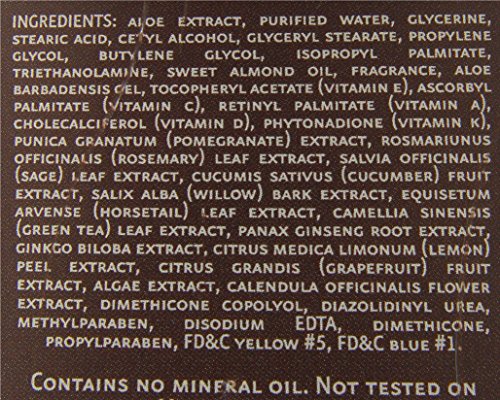 INGREDIENTS: ALOE EXTRACT, PURIFIED WATER, GLYCERINE,
STEARIC ACID, CETYL ALCOHOL, GLYCERYL STEARATE, PROPYLENE
GLYCOL, BUTYLENE GLYCOL, ISOPROPYL PALMITATE,
TRIETHANOLAMINE, SWEET ALMOND OIL, FRAGRANCE, ALOE
BARBADENSIS GEL, TOCOPHERYL ACETATE (VITAMIN E), ASCORBYL
PALMITATE (VITAMIN C), RETINYL PALMITATE (VITAMIN A),
CHOLECALCIFEROL (VITAMIN D), PHYTONADIONE (VITAMIN K),
PUNICA GRANATUM (POMEGRANATE) EXTRACT, ROSMARIUNUS
OFFICINALIS (ROSEMARY) LEAF EXTRACT, SALVIA OFFICINALIS
(SAGE) LEAF EXTRACT, CUCUMIS SATIVUS (CUCUMBER) FRUIT
EXTRACT, SALIX ALBA (WILLOW) BARK EXTRACT, EQUISETUM
ARVENSE (HORSETAIL) LEAF EXTRACT, CAMELLIA SINENSIS
(GREEN TEA) LEAF EXTRACT, PANAX GINSENG ROOT EXTRACT,
GINKGO BILOBA EXTRACT, CITRUS MEDICA LIMONUM (LEMON)
PEEL EXTRACT, CITRUS GRANDIS (GRAPEFRUIT) FRUIT
EXTRACT, ALGAE EXTRACT, CALENDULA OFFICINALIS FLOWER
EXTRACT, DIMETHICONE COPOLYOL, DIAZOLIDINYL UREA,
METHYLPARABEN, DISODIUM EDTA, DIMETHICONE,
PROPYLPARABEN, FD&C YELLOW #5, FD&C BLUE #1.
CONTAINS NO MINERAL OIL. NOT TESTED ON